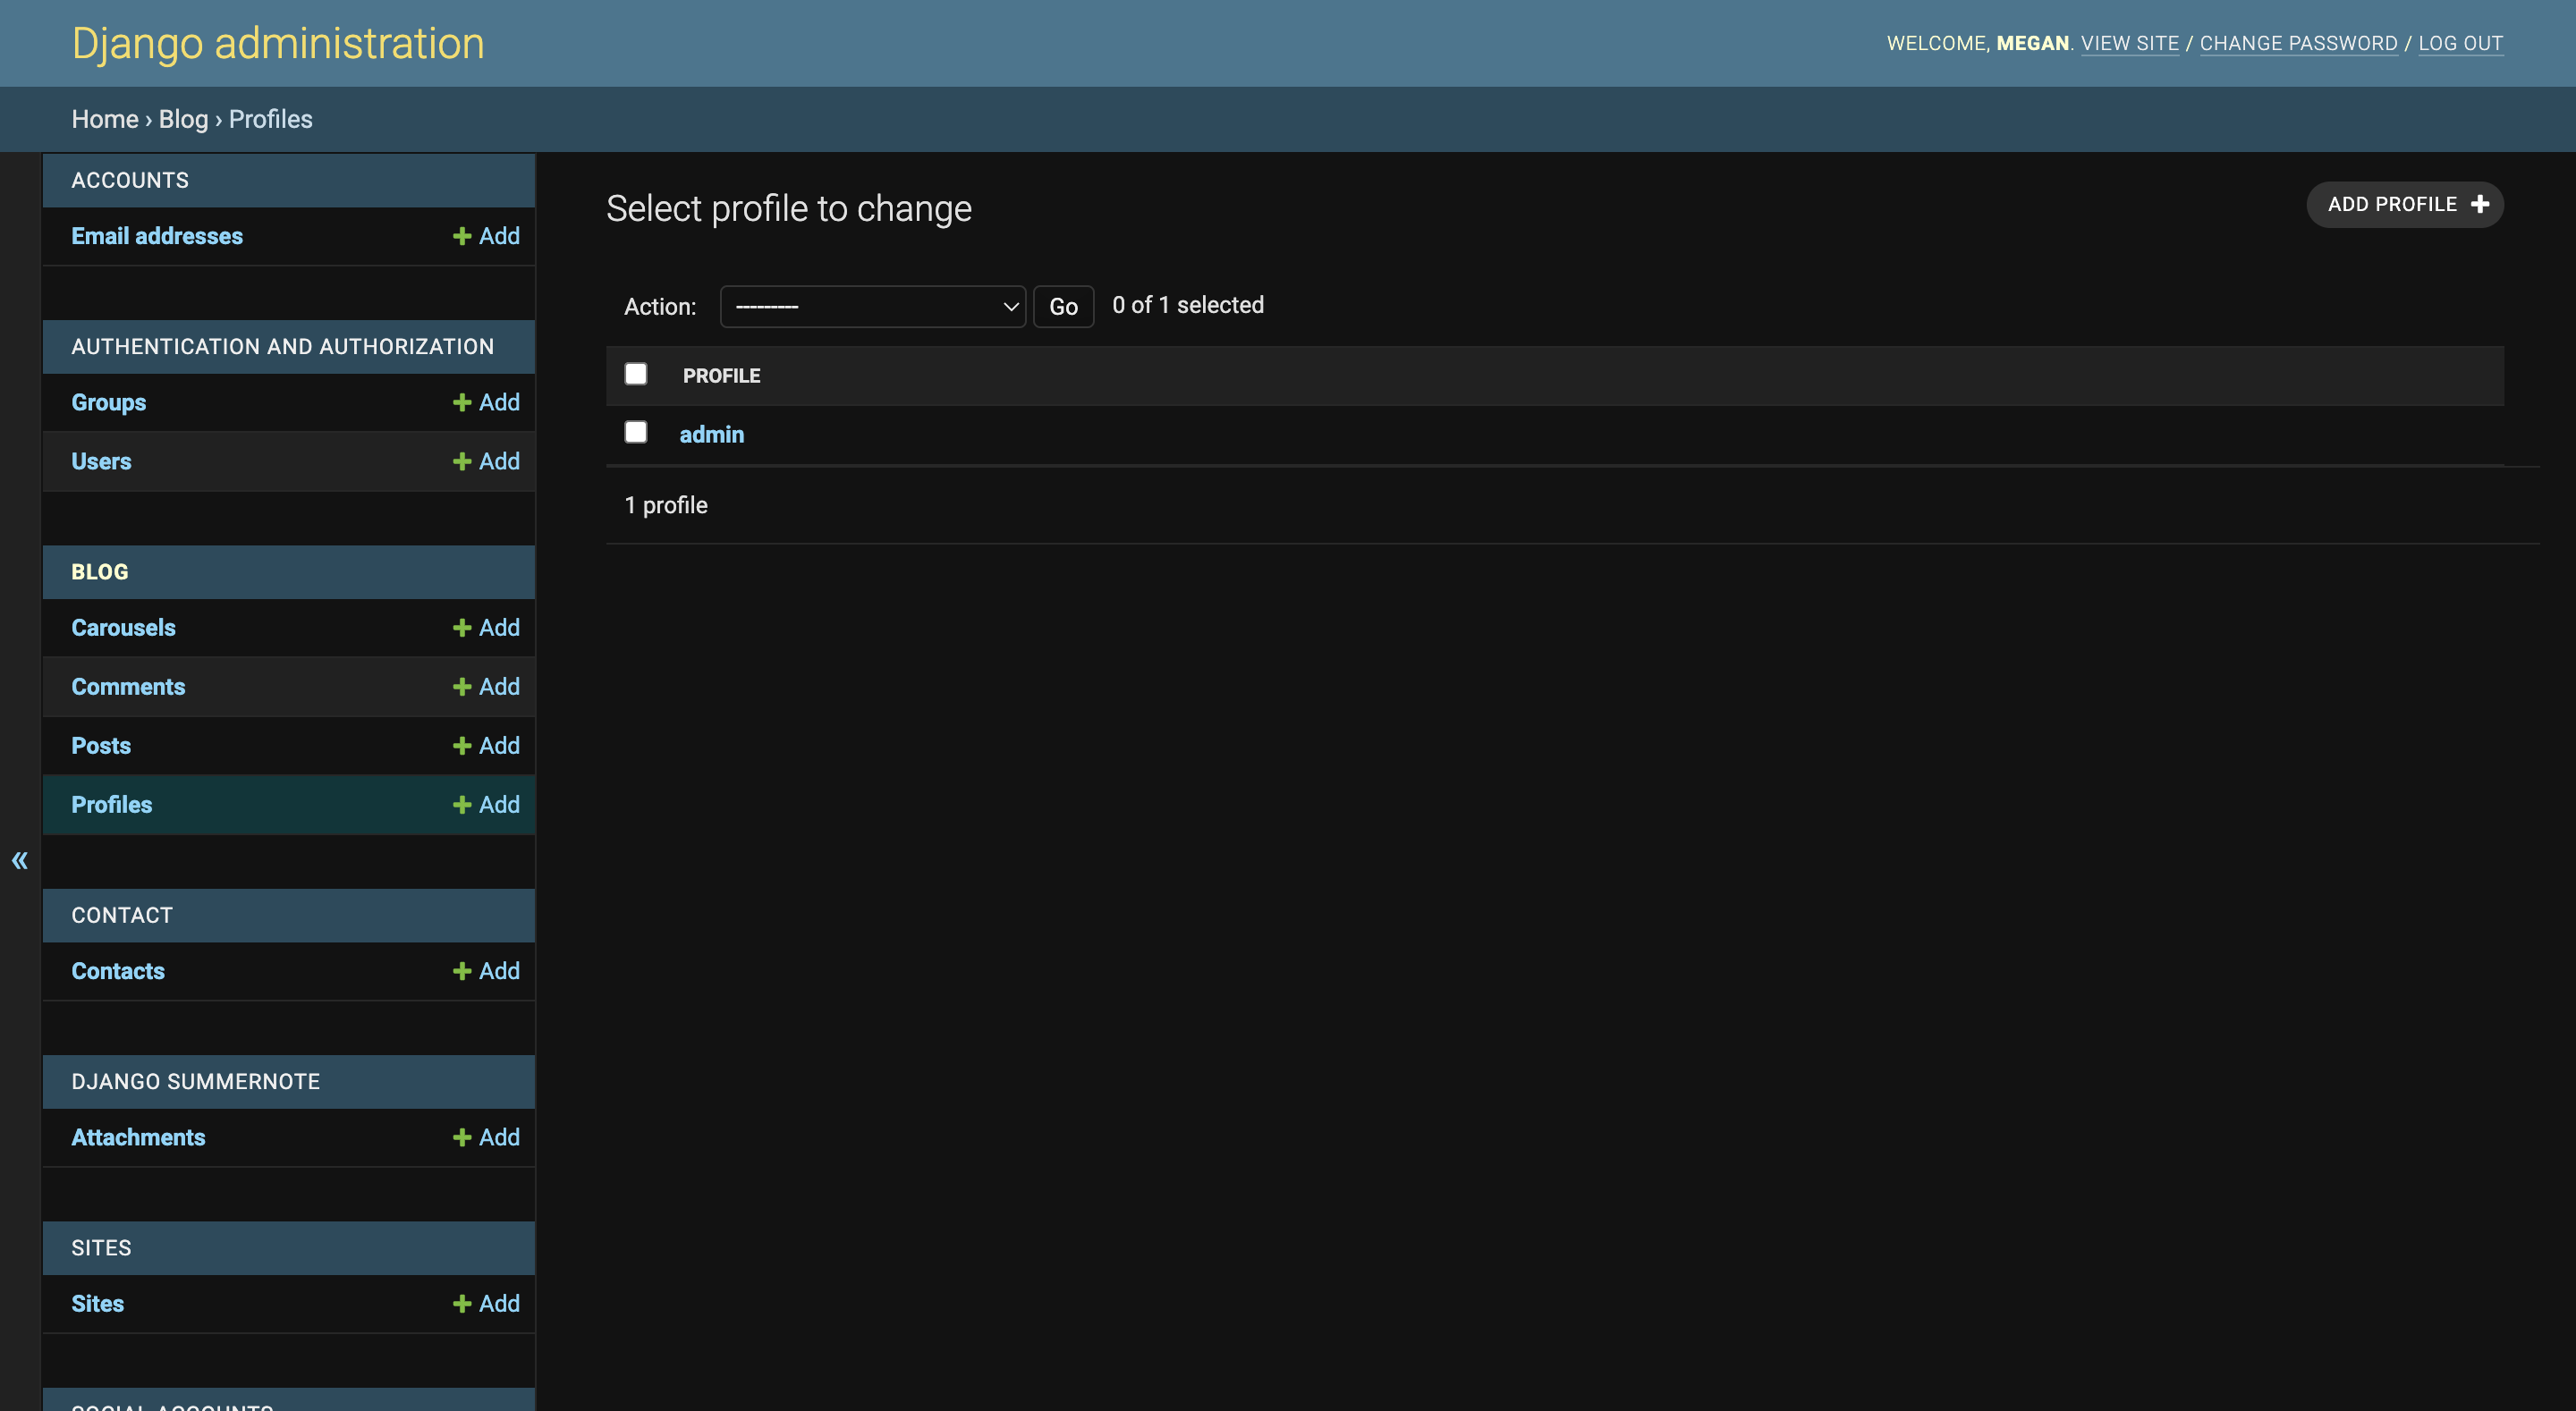 Django administration
WELCOME, MEGAN. VIEW SITE / CHANGE PASSWORD / LOG OUT
Home › Blog › Profiles
ACCOUNTS
Email addresses + Add
AUTHENTICATION AND AUTHORIZATION
Groups + Add
Users + Add
BLOG
Carousels + Add
Comments + Add
Posts + Add
Profiles + Add
«
CONTACT
Contacts + Add
DJANGO SUMMERNOTE
Attachments + Add
SITES
Sites + Add
SOCIAL ACCOUNTS
Select profile to change
ADD PROFILE +
Action: --------- Go 0 of 1 selected
PROFILE
admin
1 profile